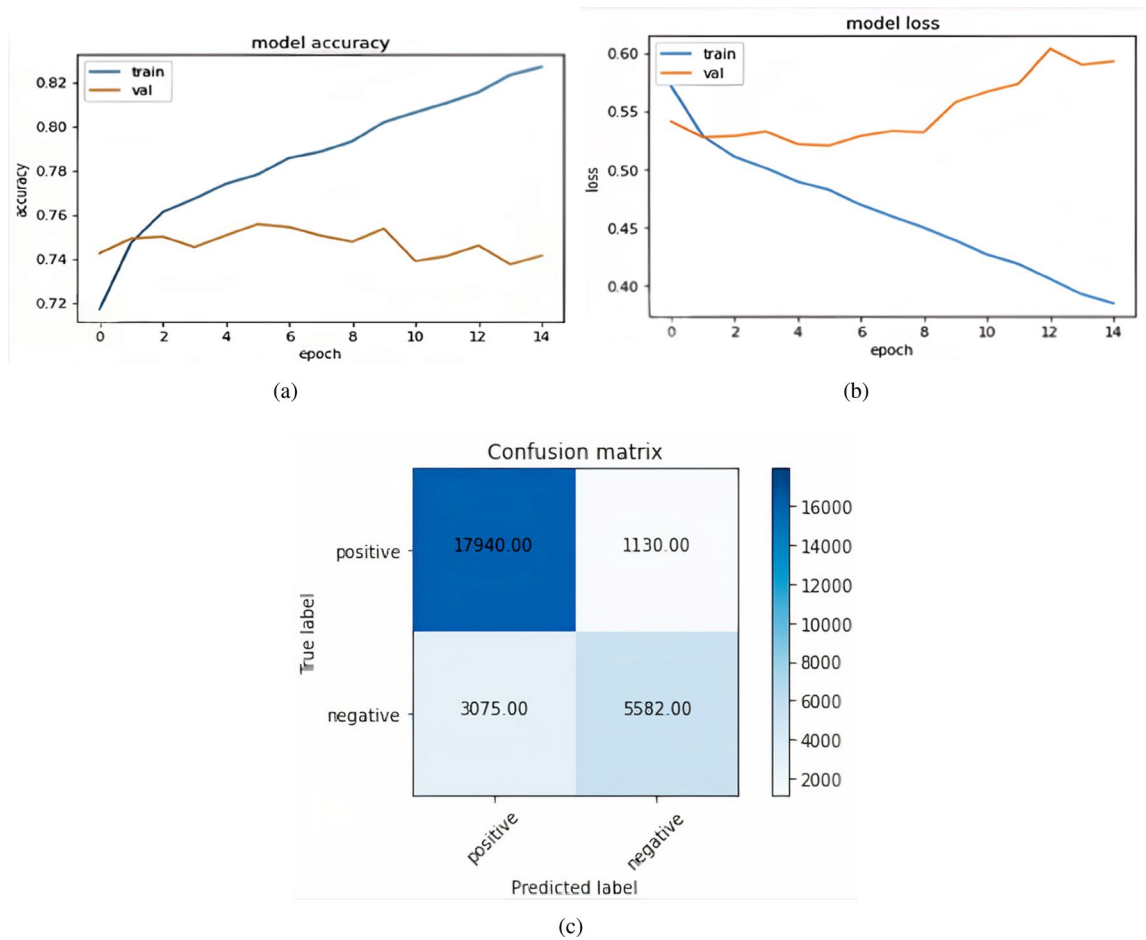 model accuracy
train
val
0.82
0.80
0.78
0.76
0.74
0.72
accuracy
0 2 4 6 8 10 12 14
epoch
(a)
model loss
train
val
0.60
0.55
0.50
0.45
0.40
loss
0 2 4 6 8 10 12 14
epoch
(b)
Confusion matrix
positive
negative
True label
17940.00 1130.00
3075.00 5582.00
positive negative
Predicted label
16000
14000
12000
10000
8000
6000
4000
2000
(c)